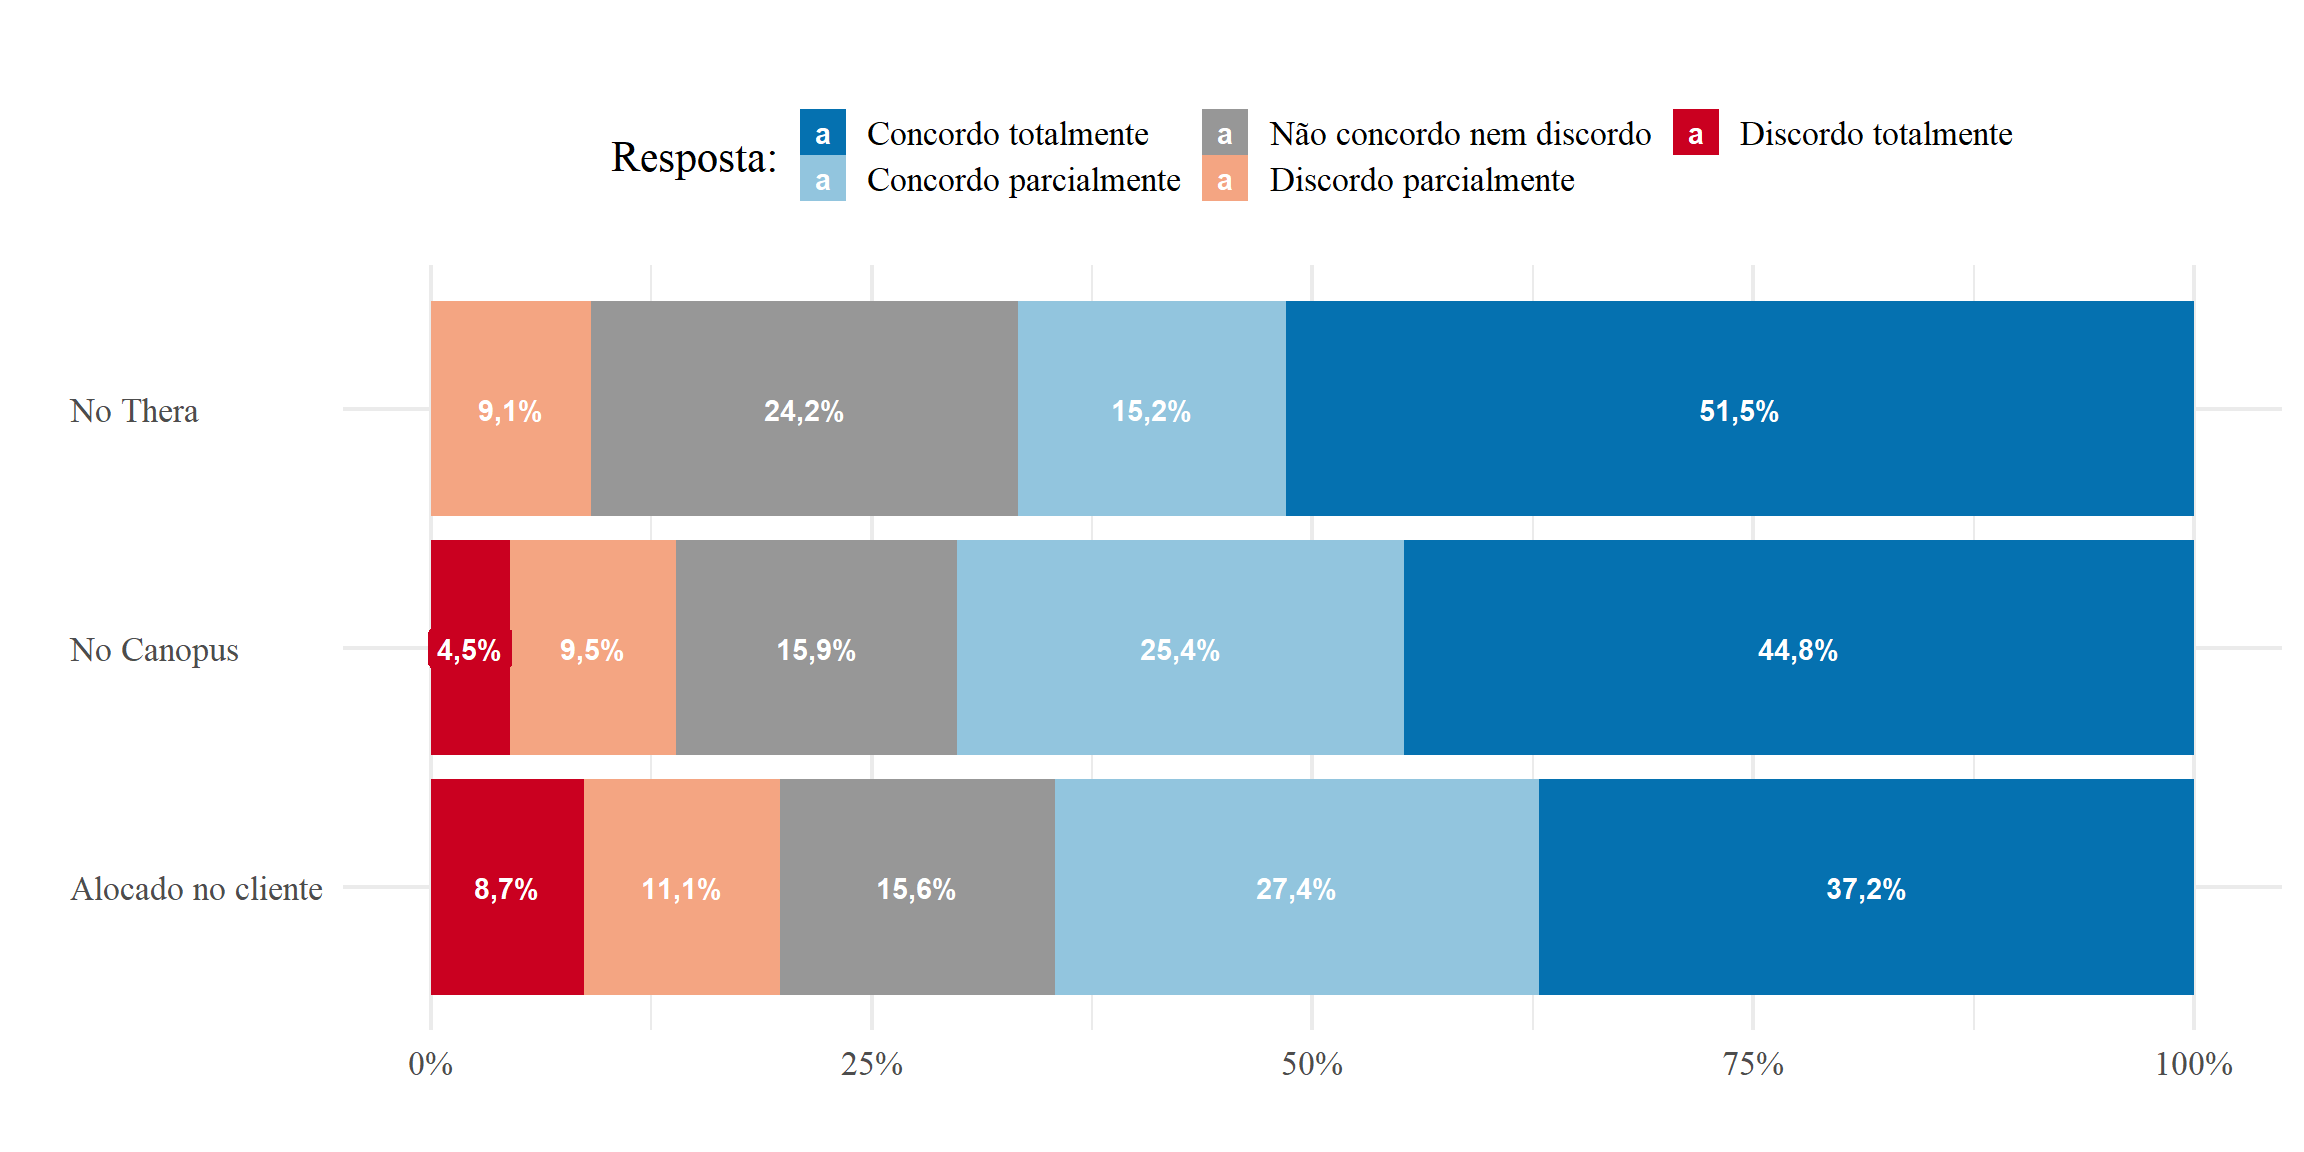 Resposta:
a Concordo totalmente a Não concordo nem discordo a Discordo totalmente
a Concordo parcialmente a Discordo parcialmente
No Thera 9,1% 24,2% 15,2% 51,5%
No Canopus 4,5% 9,5% 15,9% 25,4% 44,8%
Alocado no cliente 8,7% 11,1% 15,6% 27,4% 37,2%
0% 25% 50% 75% 100%